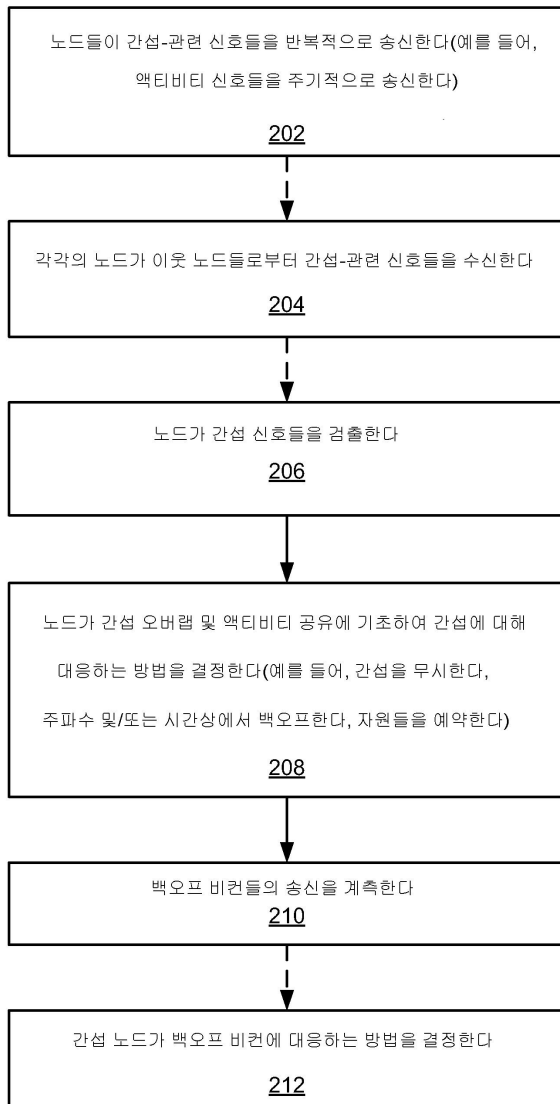 노드들이 간섭-관련 신호들을 반복적으로 송신한다(예를 들어,
액티비티 신호들을 주기적으로 송신한다)
202
각각의 노드가 이웃 노드들로부터 간섭-관련 신호들을 수신한다
204
노드가 간섭 신호들을 검출한다
206
노드가 간섭 오버랩 및 액티비티 공유에 기초하여 간섭에 대해
대응하는 방법을 결정한다(예를 들어, 간섭을 무시한다,
주파수 및/또는 시간상에서 백오프한다, 자원들을 예약한다)
208
백오프 비컨들의 송신을 계측한다
210
간섭 노드가 백오프 비컨에 대응하는 방법을 결정한다
212